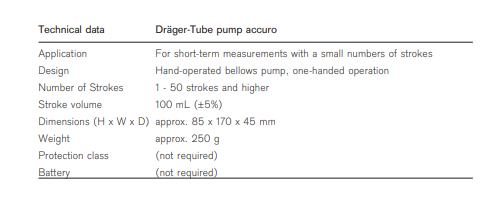 Technical data Dräger-Tube pump accuro
Application For short-term measurements with a small numbers of strokes
Design Hand-operated bellows pump, one-handed operation
Number of Strokes 1 - 50 strokes and higher
Stroke volume 100 mL (±5%)
Dimensions (H x W x D) approx. 85 x 170 x 45 mm
Weight approx. 250 g
Protection class (not required)
Battery (not required)